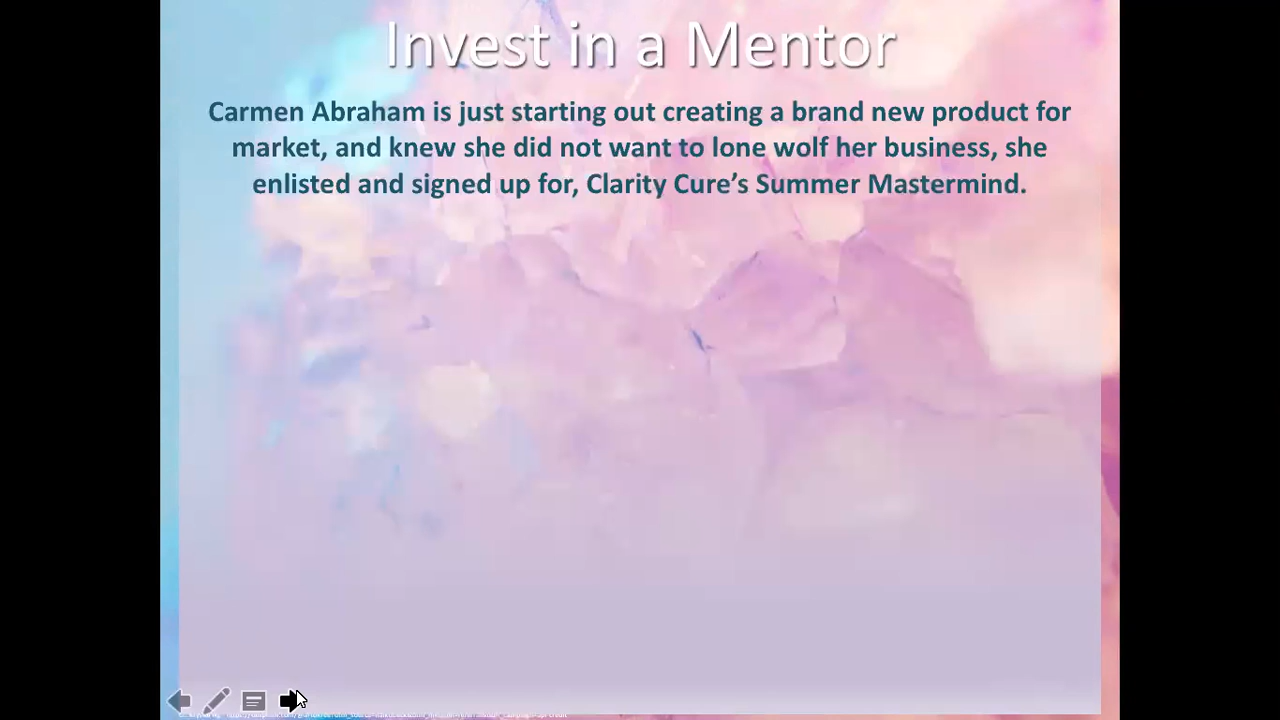 Invest in a Mentor
Carmen Abraham is just starting out creating a brand new product for
market, and knew she did not want to lone wolf her business, she
enlisted and signed up for, Clarity Cure’s Summer Mastermind.